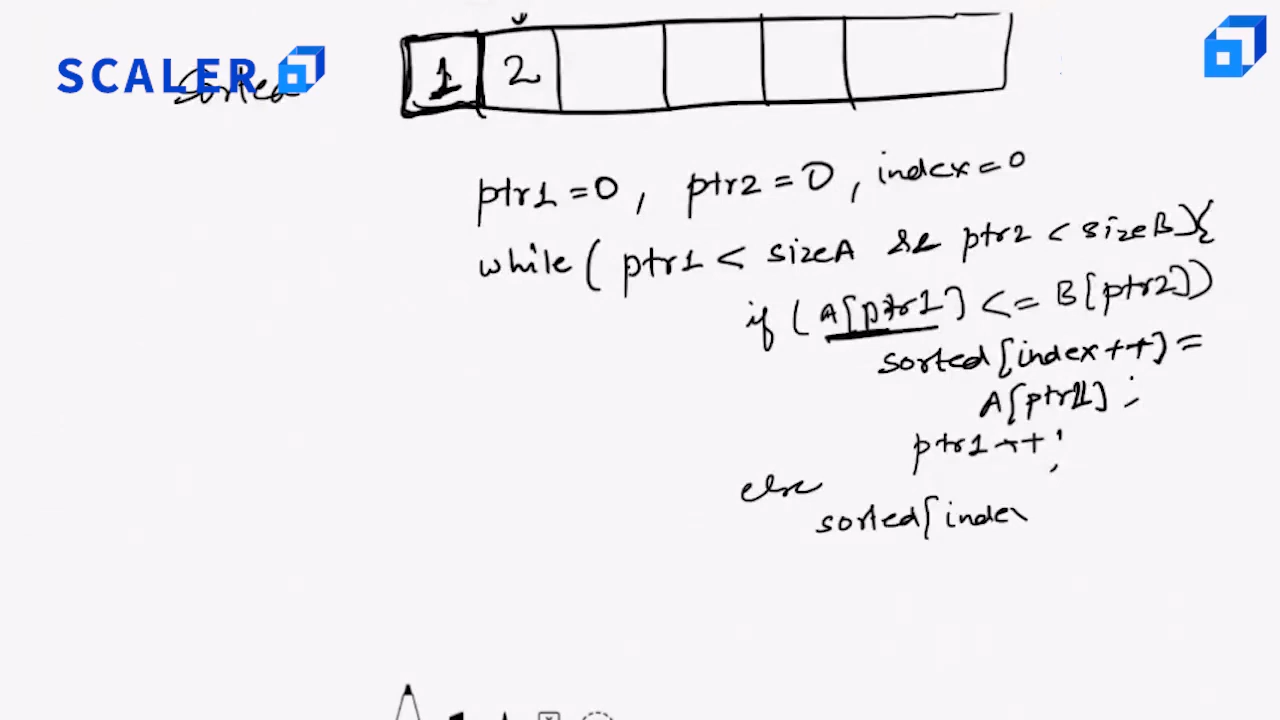 SCALER
Sorted
1 2
ptr1 = 0, ptr2 = 0, index = 0
while ( ptr1 < sizeA && ptr2 < sizeB ){
if ( A[ptr1] <= B[ptr2])
sorted[index++] =
A[ptr1];
ptr1++;
else
sorted[index